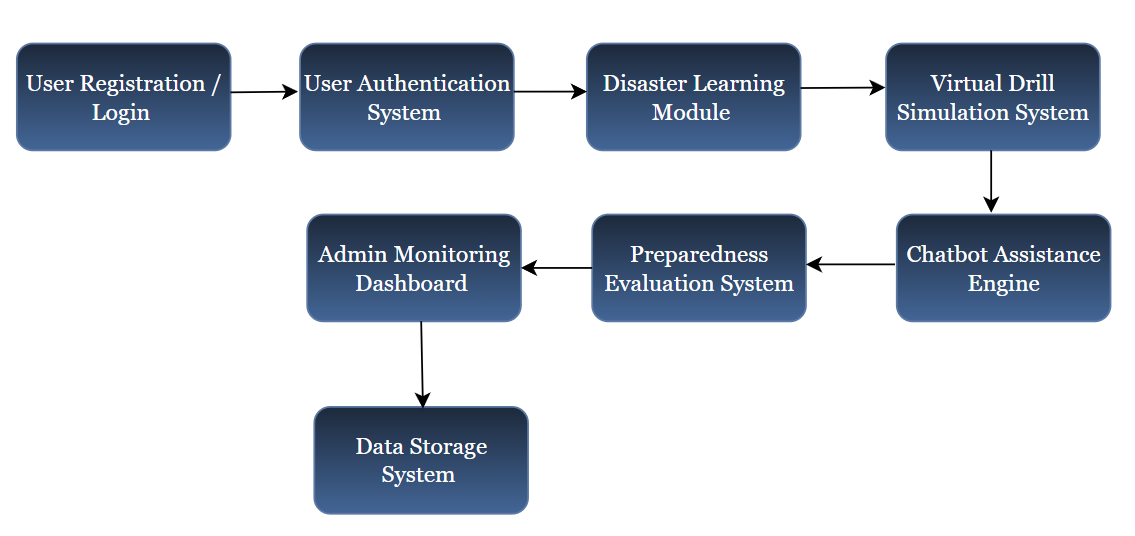 User Registration /
Login
User Authentication
System
Disaster Learning
Module
Virtual Drill
Simulation System
Chatbot Assistance
Engine
Preparedness
Evaluation System
Admin Monitoring
Dashboard
Data Storage
System